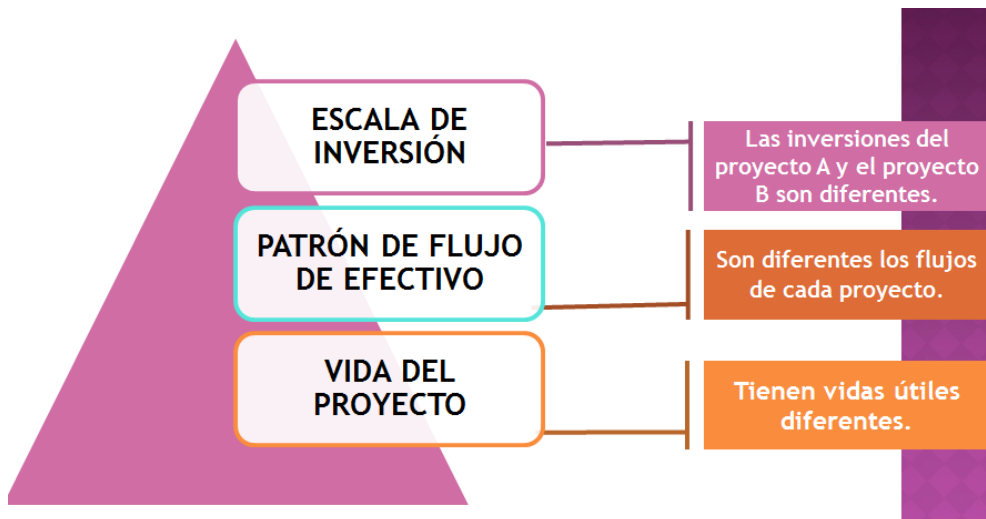 ESCALA DE
INVERSIÓN
Las inversiones del
proyecto A y el proyecto
B son diferentes.
PATRÓN DE FLUJO
DE EFECTIVO
Son diferentes los flujos
de cada proyecto.
VIDA DEL
PROYECTO
Tienen vidas útiles
diferentes.